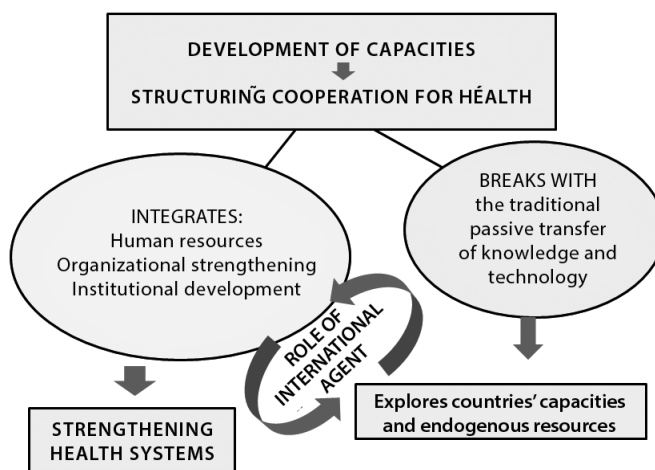 DEVELOPMENT OF CAPACITIES
STRUCTURING COOPERATION FOR HEALTH
INTEGRATES:
Human resources
Organizational strengthening
Institutional development
BREAKS WITH
the traditional
passive transfer
of knowledge and
technology
ROLE OF
INTERNATIONAL
AGENT
STRENGTHENING
HEALTH SYSTEMS
Explores countries' capacities
and endogenous resources